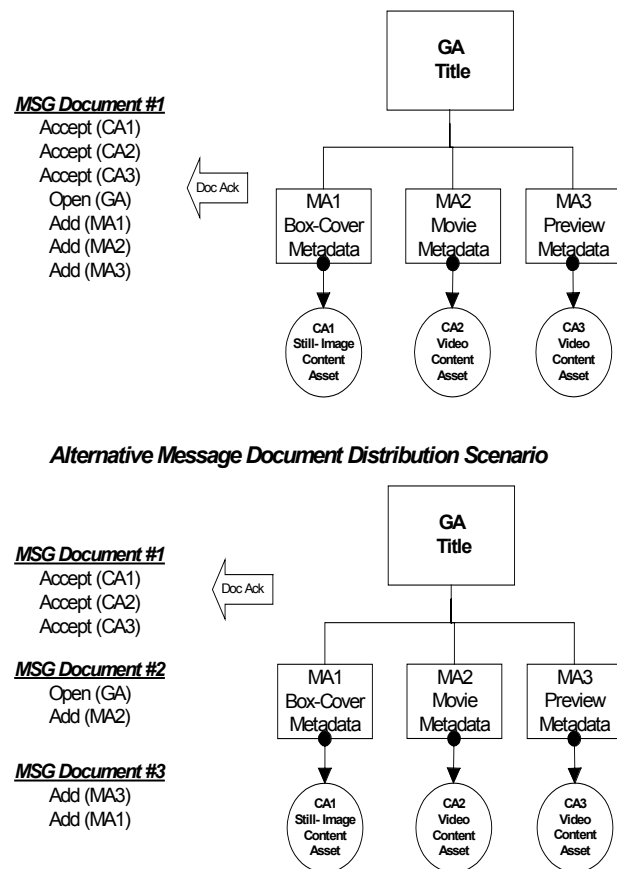 GA
Title
MSG Document #1
Accept (CA1)
Accept (CA2)
Accept (CA3)
Open (GA)
Add (MA1)
Add (MA2)
Add (MA3)
Doc Ack
MA1
Box-Cover
Metadata
MA2
Movie
Metadata
MA3
Preview
Metadata
CA1
Still- Image
Content
Asset
CA2
Video
Content
Asset
CA3
Video
Content
Asset
Alternative Message Document Distribution Scenario
GA
Title
MSG Document #1
Accept (CA1)
Accept (CA2)
Accept (CA3)
Doc Ack
MSG Document #2
Open (GA)
Add (MA2)
MSG Document #3
Add (MA3)
Add (MA1)
MA1
Box-Cover
Metadata
MA2
Movie
Metadata
MA3
Preview
Metadata
CA1
Still-Image
Content
Asset
CA2
Video
Content
Asset
CA3
Video
Content
Asset